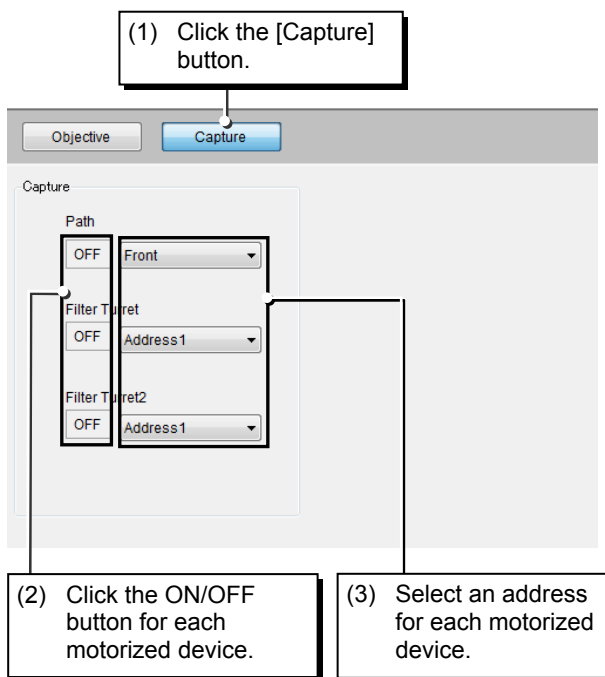 (1) Click the [Capture]
button.
Objective
Capture
Capture
Path
OFF
Front
Filter Turret
OFF
Address1
Filter Turret2
OFF
Address1
(2) Click the ON/OFF
button for each
motorized device.
(3) Select an address
for each motorized
device.